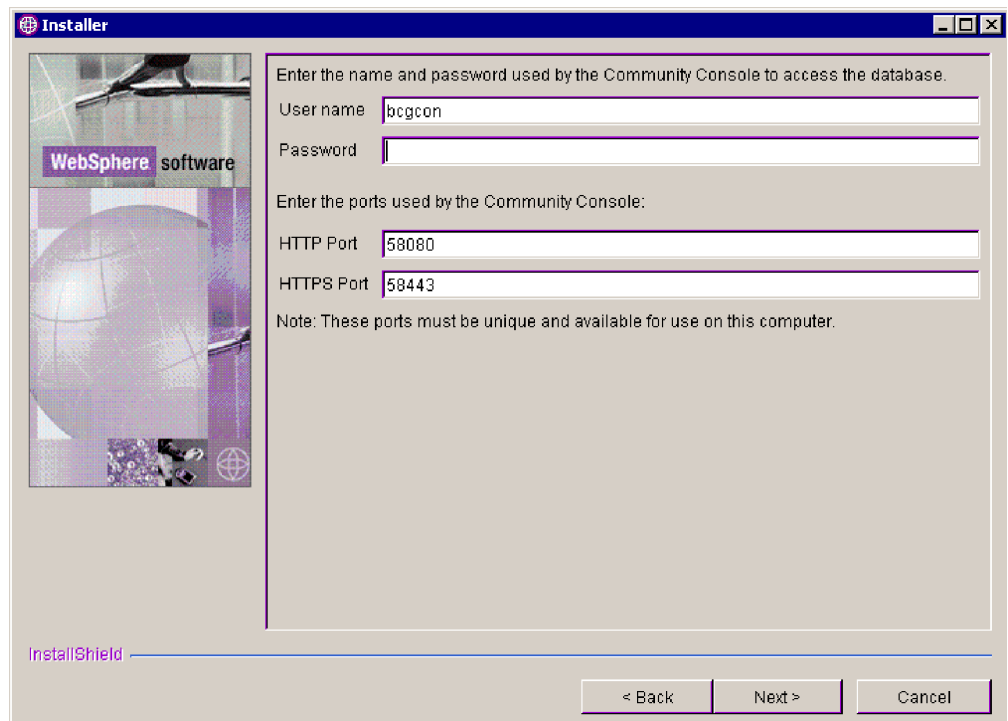 Installer
WebSphere software
Enter the name and password used by the Community Console to access the database.
User name bcgcon
Password
Enter the ports used by the Community Console:
HTTP Port 58080
HTTPS Port 58443
Note: These ports must be unique and available for use on this computer.
InstallShield
< Back Next > Cancel